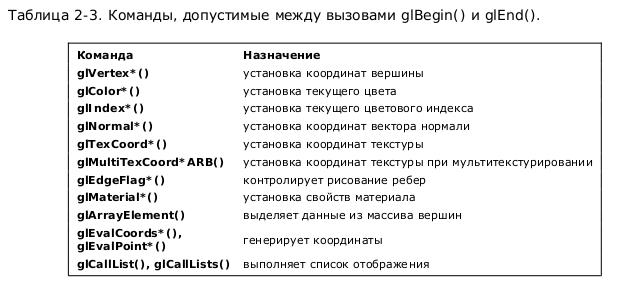 Таблица 2-3. Команды, допустимые между вызовами glBegin() и glEnd().
Команда Назначение
glVertex*() установка координат вершины
glColor*() установка текущего цвета
glIndex*() установка текущего цветового индекса
glNormal*() установка координат вектора нормали
glTexCoord*() установка координат текстуры
glMultiTexCoord*ARB() установка координат текстуры при мультитекстурировании
glEdgeFlag*() контролирует рисование ребер
glMaterial*() установка свойств материала
glArrayElement() выделяет данные из массива вершин
glEvalCoords*(),
glEvalPoint*() генерирует координаты
glCallList(), glCallLists() выполняет список отображения